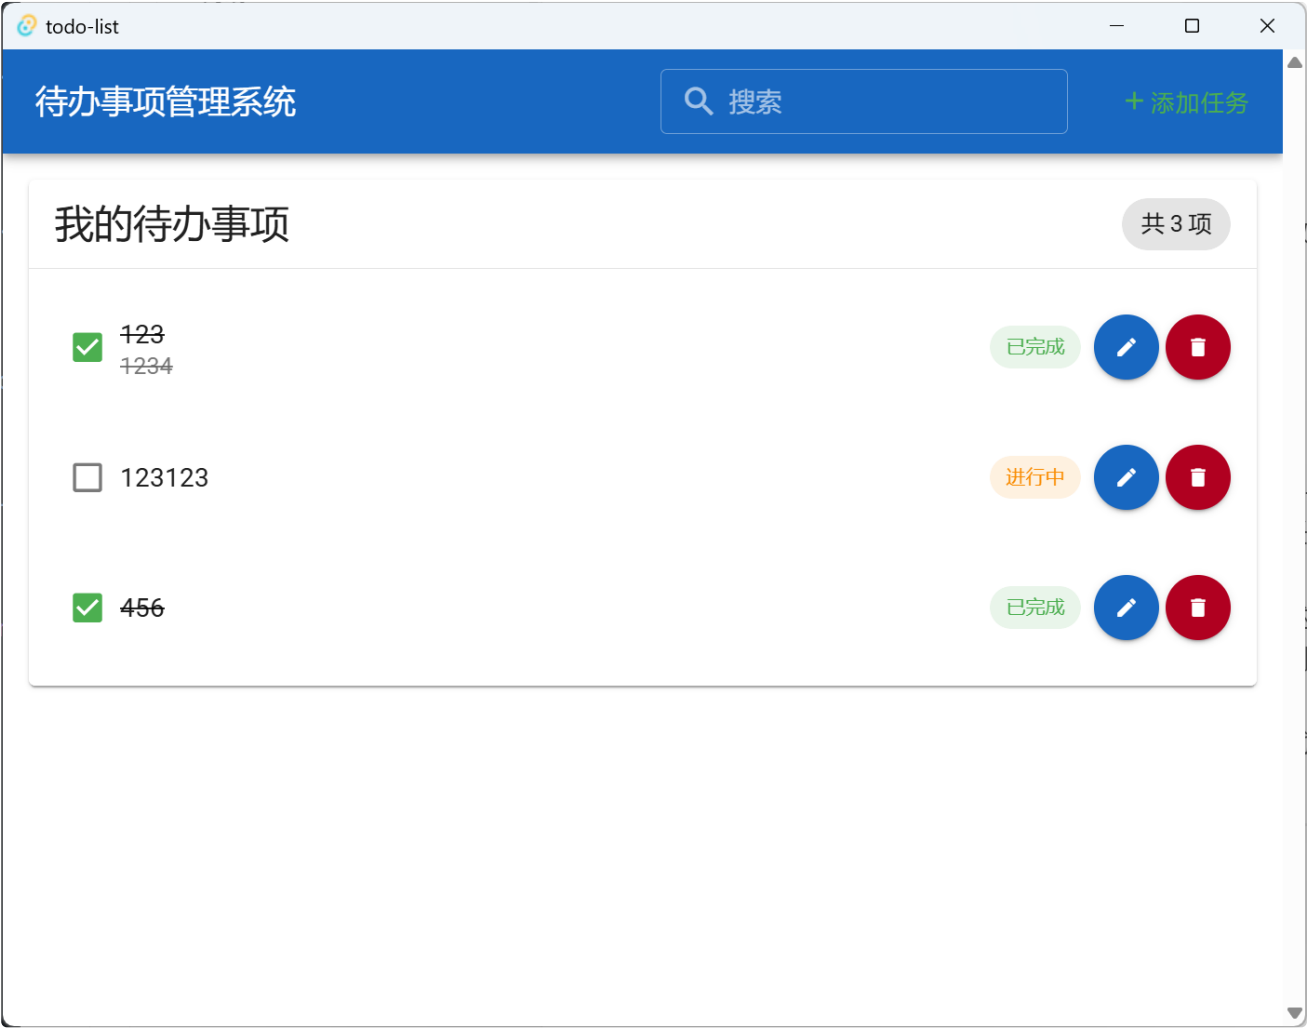 todo-list
待办事项管理系统
搜索
+ 添加任务
我的待办事项
共 3 项
123
1234
已完成
123123
进行中
456
已完成